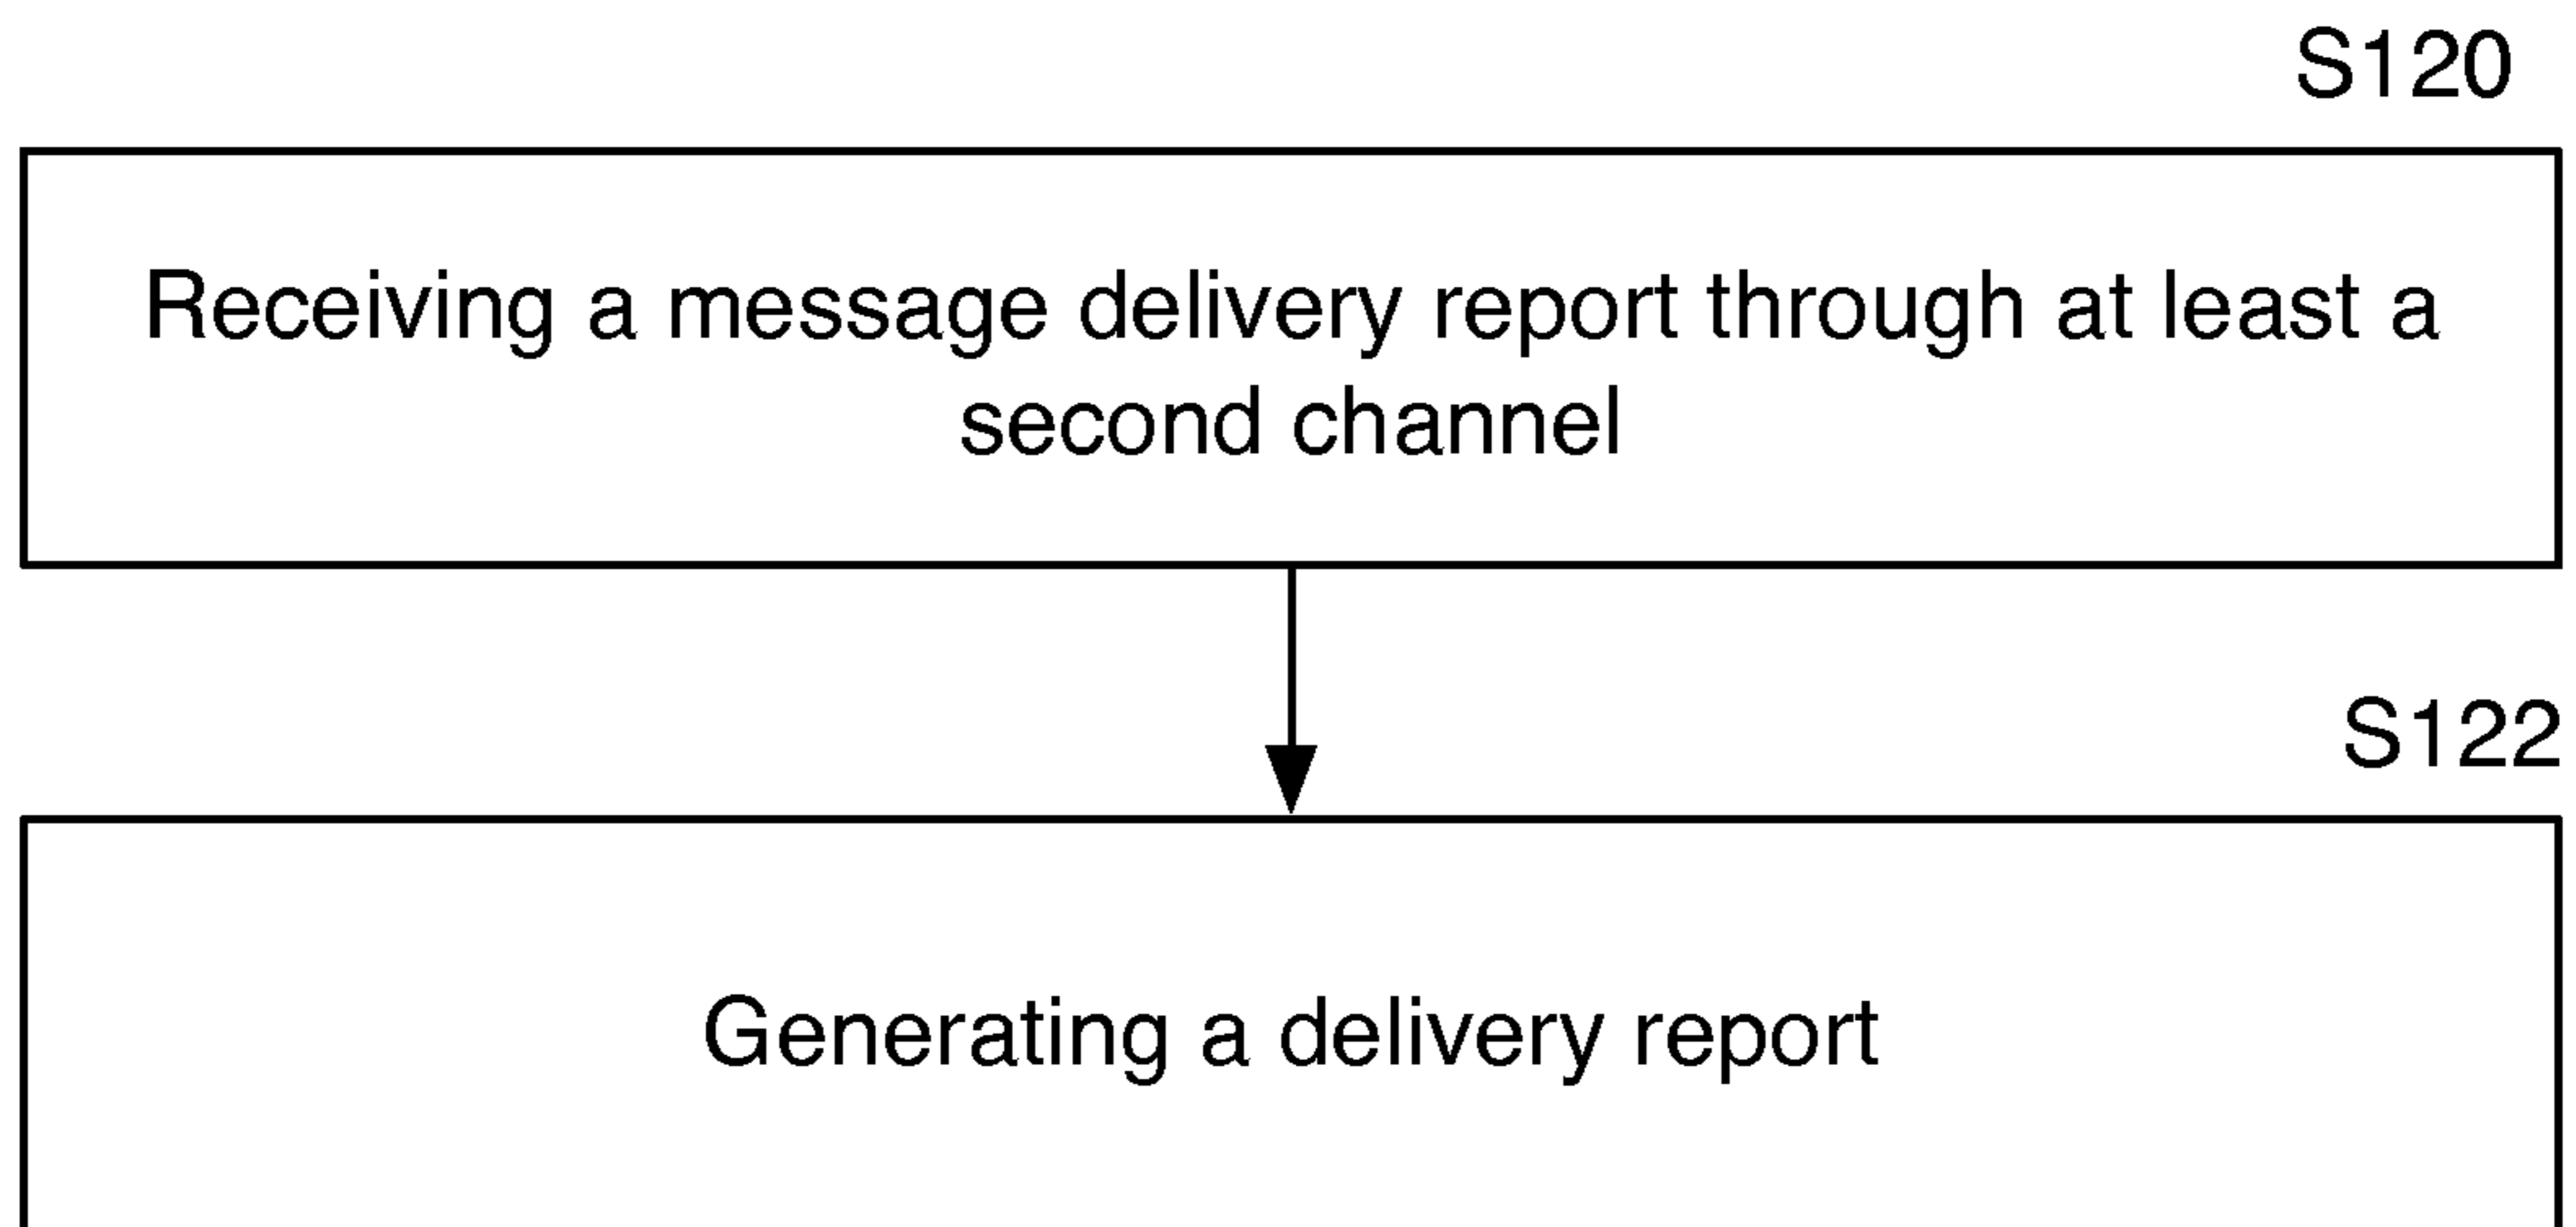 S120
Receiving a message delivery report through at least a
second channel
S122
Generating a delivery report